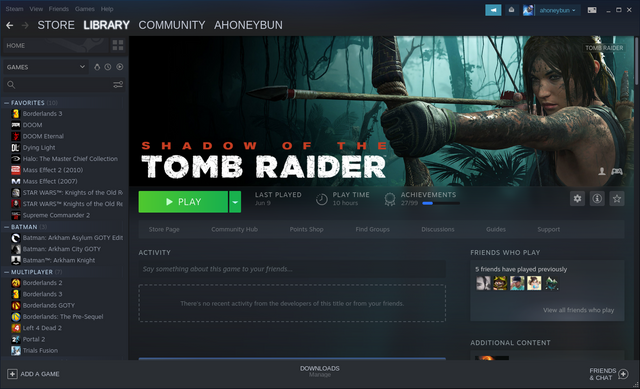 Steam View Friends Games Help
ahoneybun
STORE LIBRARY COMMUNITY AHONEYBUN
HOME
GAMES
FAVORITES (10)
Borderlands 3
DOOM
DOOM Eternal
Dying Light
Halo: The Master Chief Collection
Mass Effect 2 (2010)
Mass Effect (2007)
STAR WARS™ Knights of the Old Re
STAR WARS™ Knights of the Old Re
Supreme Commander 2
BATMAN (3)
Batman: Arkham Asylum GOTY Edit
Batman: Arkham City GOTY
Batman™: Arkham Knight
MULTIPLAYER (7)
Borderlands 2
Borderlands 3
Borderlands GOTY
Borderlands: The Pre-Sequel
Left 4 Dead 2
Portal 2
Trials Fusion
TOMB RAIDER
SHADOW OF THE
TOMB RAIDER
PLAY
LAST PLAYED
Jun 9
PLAY TIME
10 hours
ACHIEVEMENTS
27/99
Store Page Community Hub Points Shop Find Groups Discussions Guides Support
ACTIVITY
Say something about this game to your friends...
There's no recent activity from the developers of this title or from your friends.
FRIENDS WHO PLAY
5 friends have played previously
View all friends who play
ADDITIONAL CONTENT
ADD A GAME
DOWNLOADS
Manage
FRIENDS
& CHAT